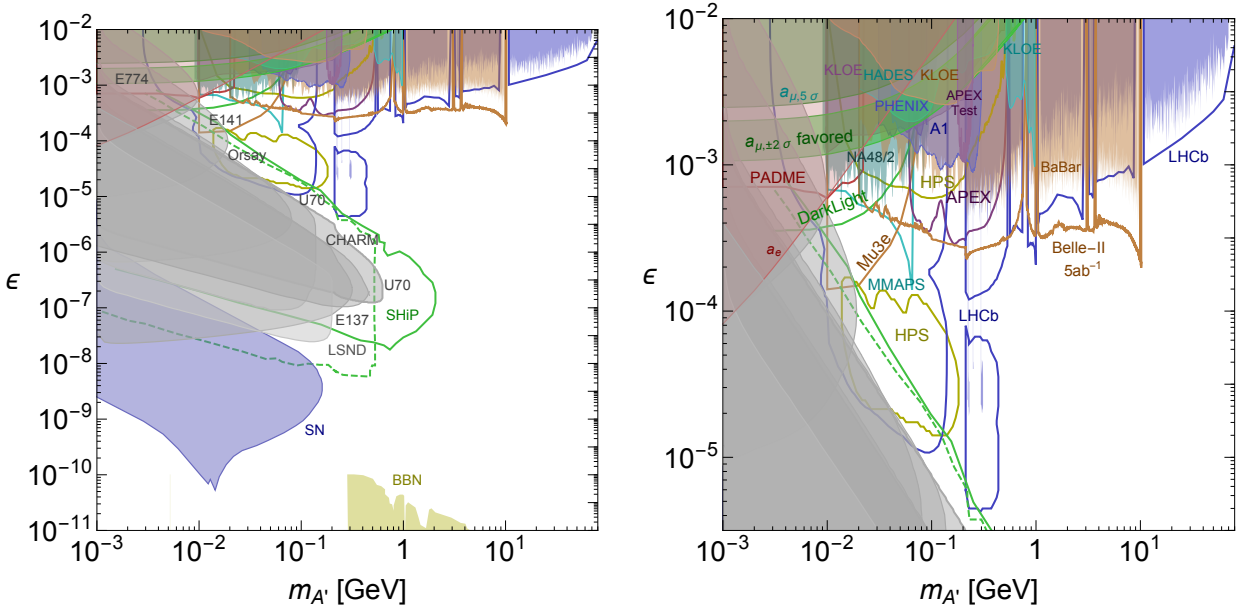 10⁻²
10⁻³
10⁻⁴
10⁻⁵
10⁻⁶
10⁻⁷
10⁻⁸
10⁻⁹
10⁻¹⁰
10⁻¹¹
ϵ
E774
E141
Orsay
U70
CHARM
U70
SHiP
E137
LSND
SN
BBN
10⁻³
10⁻²
10⁻¹
1
10¹
m_A' [GeV]
10⁻²
10⁻³
10⁻⁴
10⁻⁵
ϵ
KLOE
KLOE
HADES
KLOE
a_μ,5 σ
PHENIX
APEX
Test
A1
a_μ,±2 σ favored
NA48/2
LHCb
PADME
HPS
BaBar
APEX
DarkLight
a_e
Mu3e
Belle−II
5ab⁻¹
MMAPS
LHCb
HPS
10⁻³
10⁻²
10⁻¹
1
10¹
m_A' [GeV]